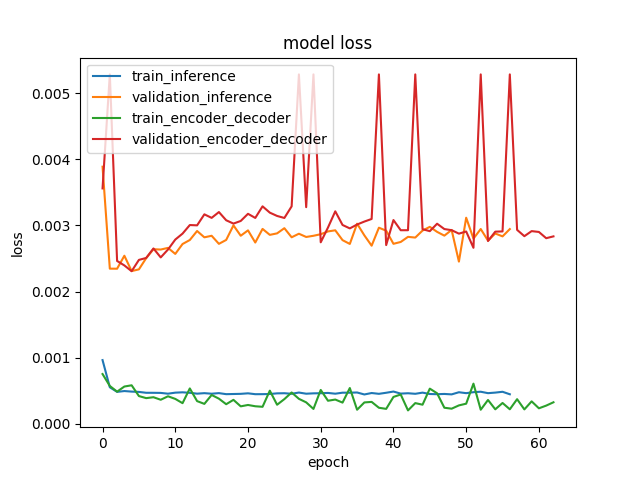 model loss
train_inference
validation_inference
train_encoder_decoder
validation_encoder_decoder
0.005
0.004
0.003
0.002
0.001
0.000
loss
0 10 20 30 40 50 60
epoch